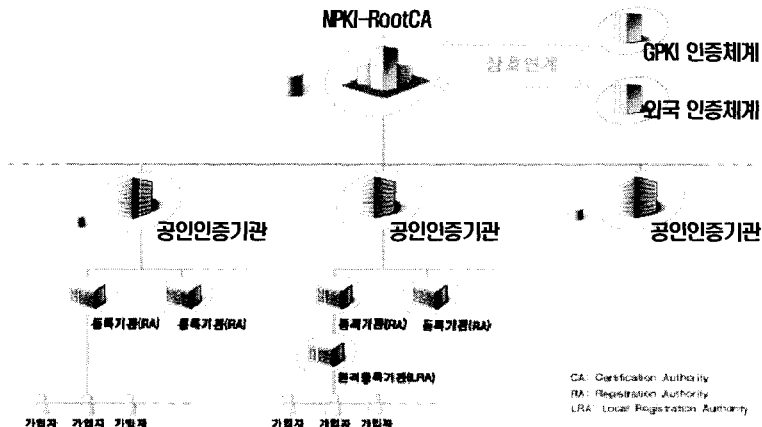 NPKI-RootCA
GPKI 인증체계
상호연계
외국 인증체계
공인인증기관
공인인증기관
공인인증기관
등록기관(RA)
등록기관(RA)
등록기관(RA)
등록기관(RA)
원격등록기관(LRA)
가입자
가입자
가입자
가입자
가입자
가입자
CA: Certification Authority
RA: Registration Authority
LRA: Local Registration Authority